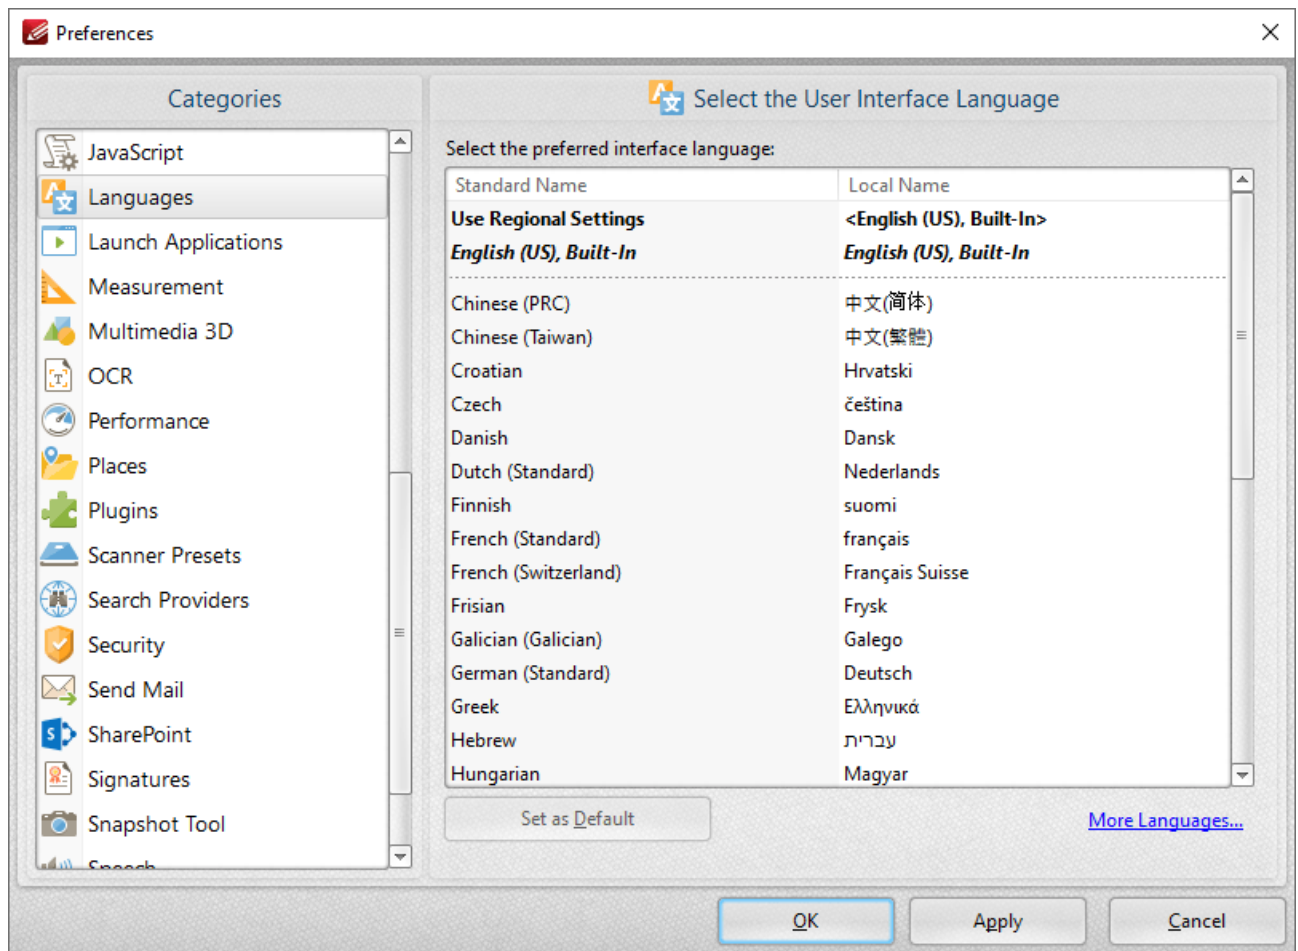 Preferences
Categories
JavaScript
Languages
Launch Applications
Measurement
Multimedia 3D
OCR
Performance
Places
Plugins
Scanner Presets
Search Providers
Security
Send Mail
SharePoint
Signatures
Snapshot Tool
Speech
Select the User Interface Language
Select the preferred interface language:
Standard Name Local Name
Use Regional Settings <English (US), Built-In>
English (US), Built-In English (US), Built-In
Chinese (PRC) 中文(简体)
Chinese (Taiwan) 中文(繁體)
Croatian Hrvatski
Czech čeština
Danish Dansk
Dutch (Standard) Nederlands
Finnish suomi
French (Standard) français
French (Switzerland) Français Suisse
Frisian Frysk
Galician (Galician) Galego
German (Standard) Deutsch
Greek Ελληνικά
Hebrew עברית
Hungarian Magyar
Set as Default More Languages...
OK Apply Cancel